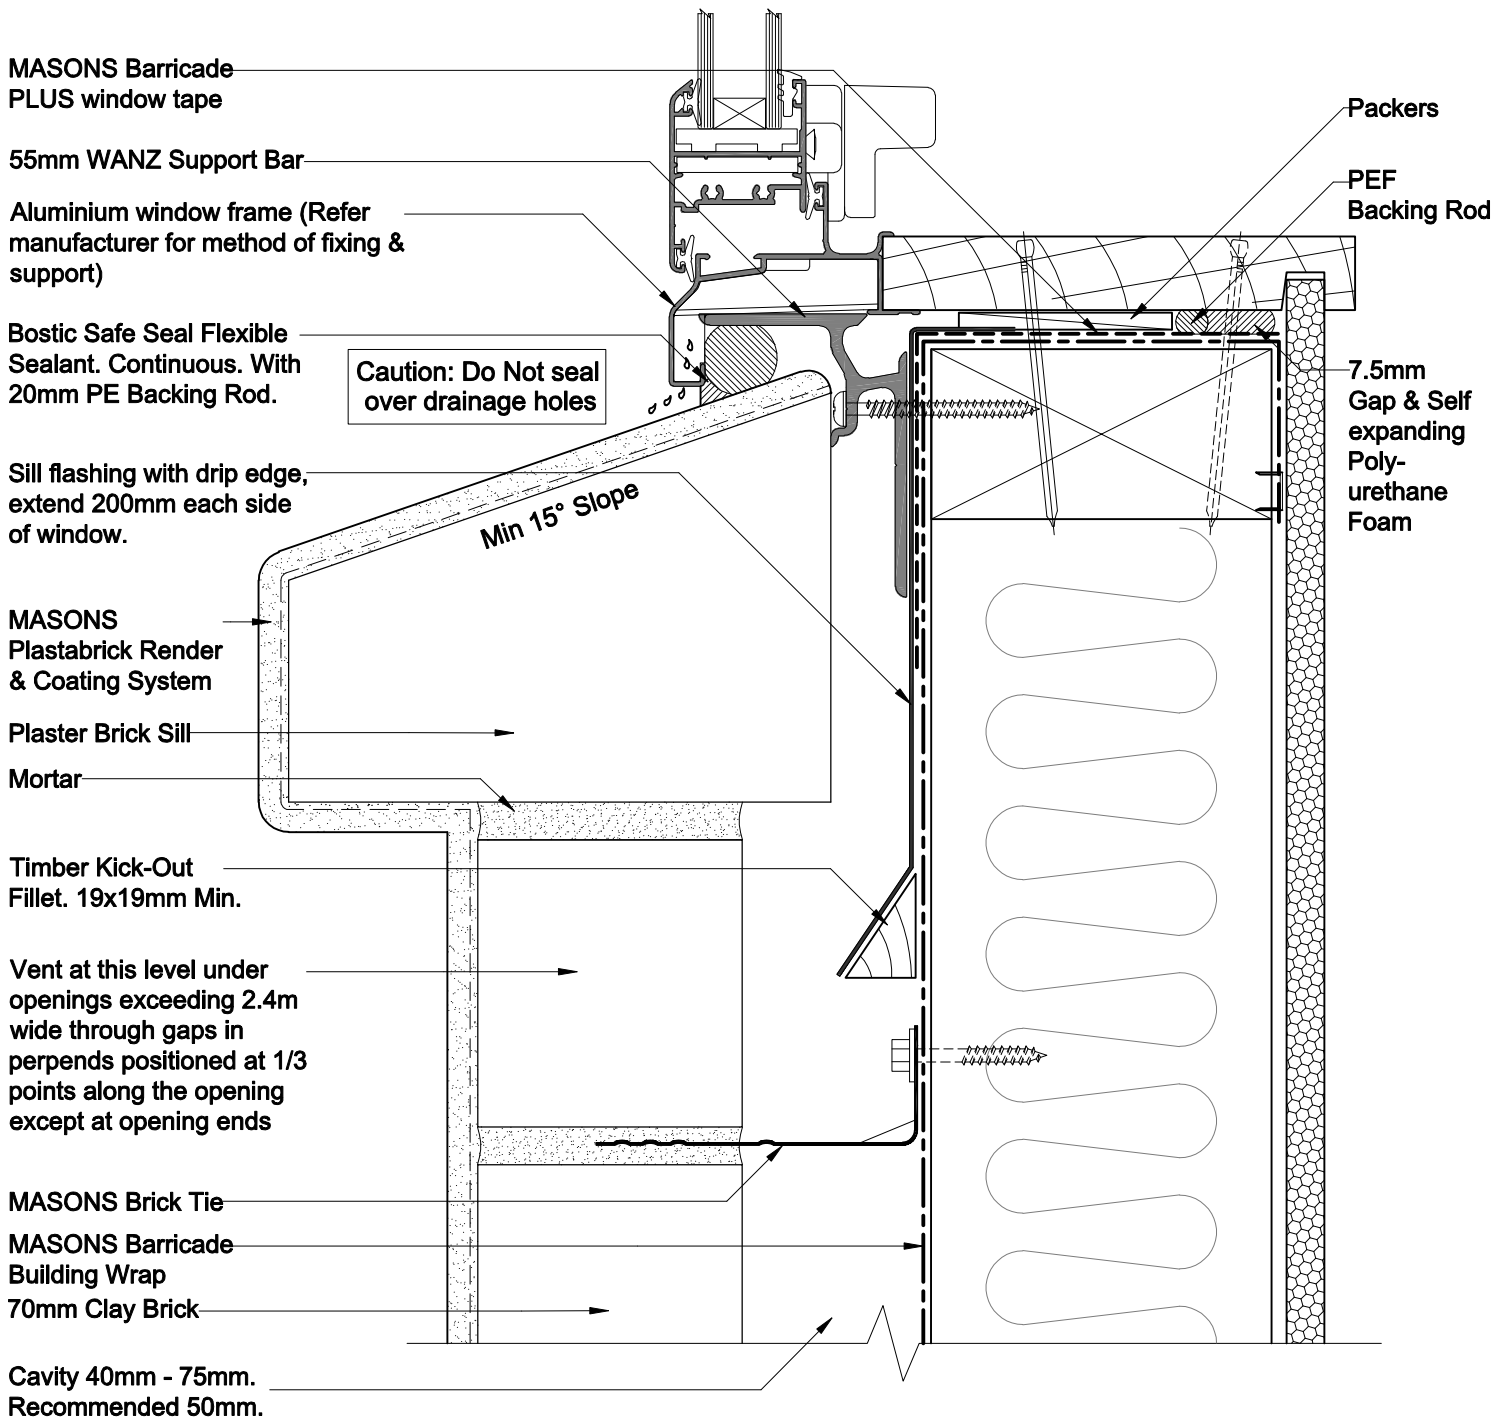 MASONS Barricade
PLUS window tape
55mm WANZ Support Bar
Aluminium window frame (Refer
manufacturer for method of fixing &
support)
Bostic Safe Seal Flexible
Sealant. Continuous. With
20mm PE Backing Rod.
Caution: Do Not seal
over drainage holes
Sill flashing with drip edge,
extend 200mm each side
of window.
Min 15° Slope
MASONS
Plastabrick Render
& Coating System
Plaster Brick Sill
Mortar
Timber Kick-Out
Fillet. 19x19mm Min.
Vent at this level under
openings exceeding 2.4m
wide through gaps in
perpends positioned at 1/3
points along the opening
except at opening ends
MASONS Brick Tie
MASONS Barricade
Building Wrap
70mm Clay Brick
Cavity 40mm - 75mm.
Recommended 50mm.
Packers
PEF
Backing Rod
7.5mm
Gap & Self
expanding
Poly-
urethane
Foam